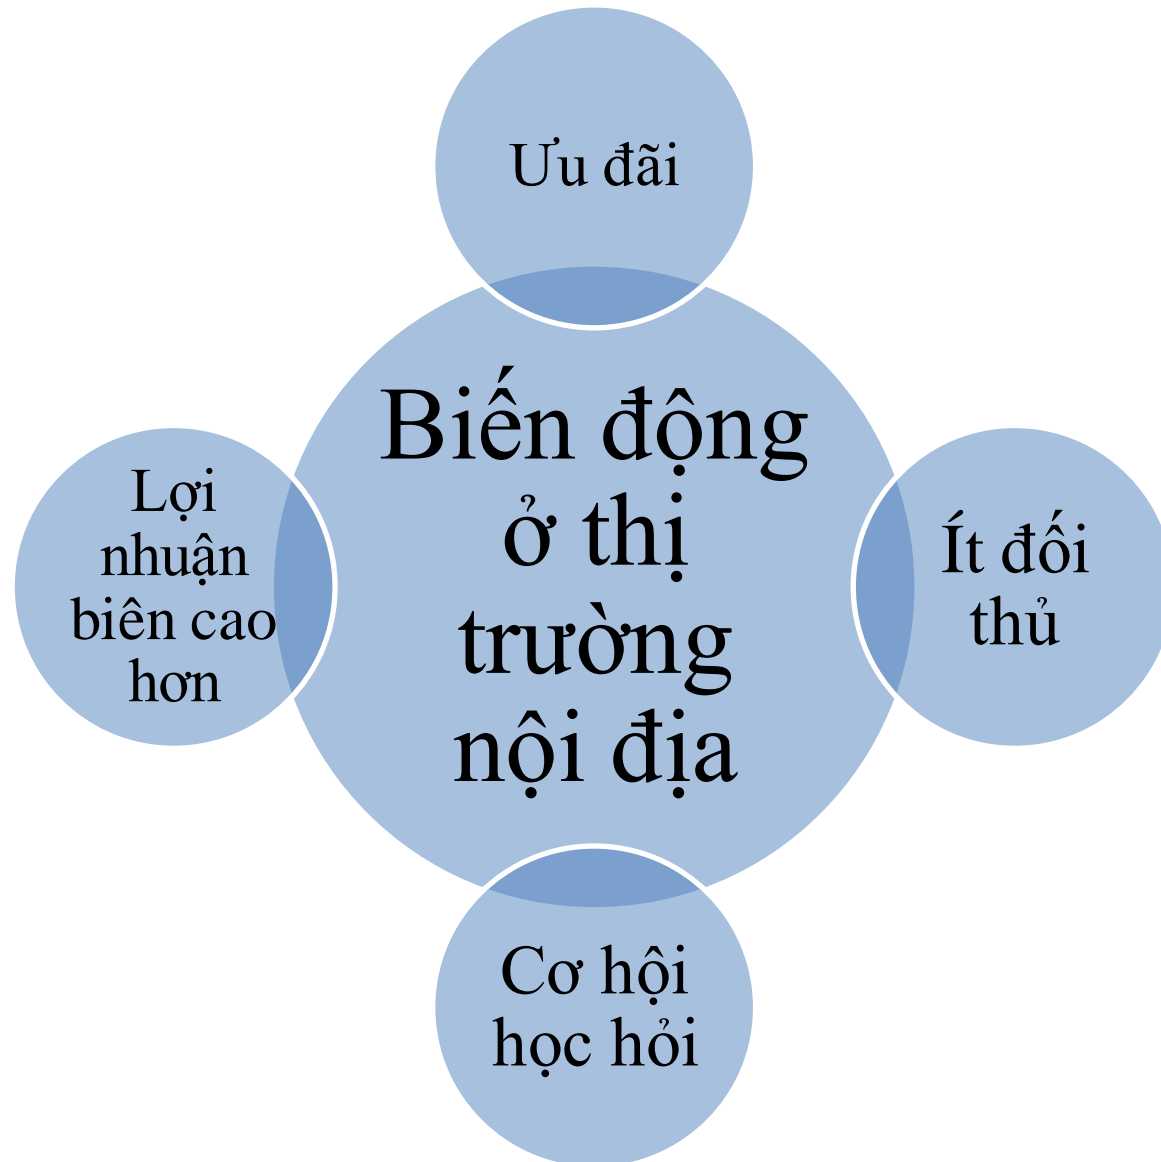 Ưu đãi
Biến động
ở thị
trường
nội địa
Lợi
nhuận
biên cao
hơn
Ít đối
thủ
Cơ hội
học hỏi